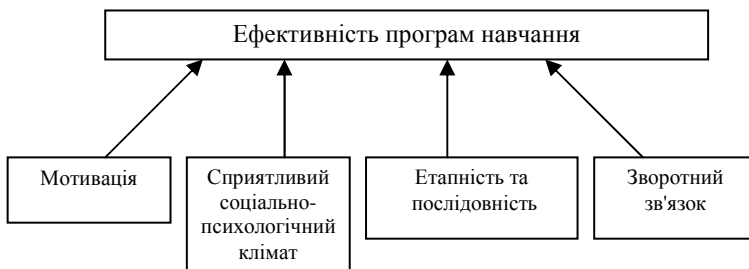 Ефективність програм навчання
Мотивація
Сприятливий
соціально-
психологічний
клімат
Етапність та
послідовність
Зворотний
зв'язок